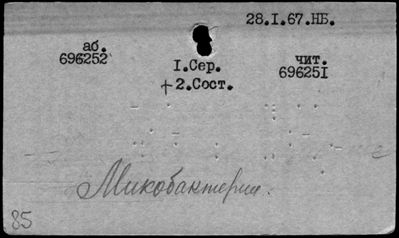 28.I.67.НБ.
аб. чит.
696252 696251
I.Сер.
+2.Сост.
Микобактерии.
85